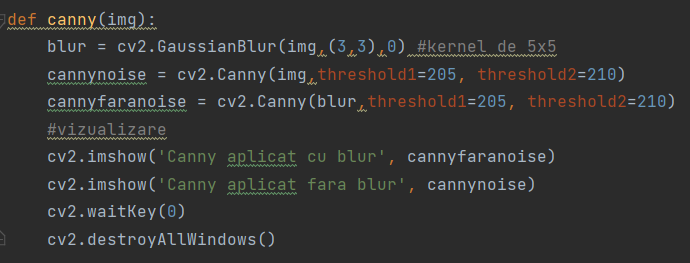 def canny(img):
    blur = cv2.GaussianBlur(img,(3,3),0) #kernel de 5x5
    cannynoise = cv2.Canny(img,threshold1=205, threshold2=210)
    cannyfaranoise = cv2.Canny(blur,threshold1=205, threshold2=210)
    #vizualizare
    cv2.imshow('Canny aplicat cu blur', cannyfaranoise)
    cv2.imshow('Canny aplicat fara blur', cannynoise)
    cv2.waitKey(0)
    cv2.destroyAllWindows()